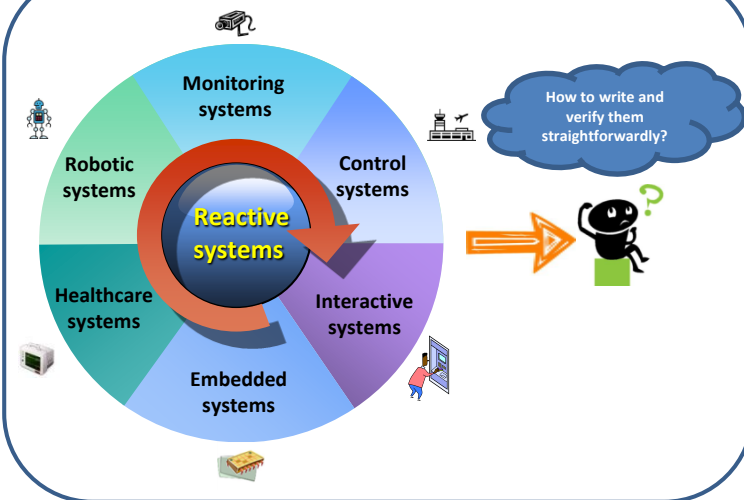 Monitoring
systems
Control
systems
Interactive
systems
Embedded
systems
Healthcare
systems
Robotic
systems
Reactive
systems
How to write and
verify them
straightforwardly?
?